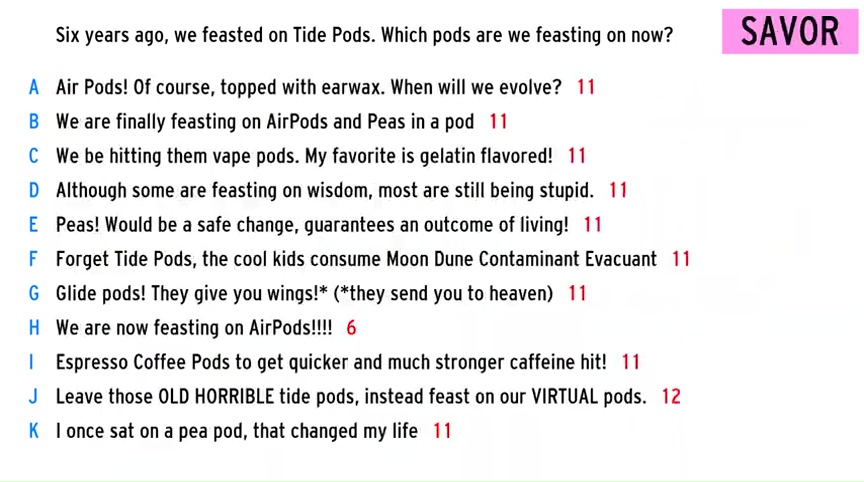 Six years ago, we feasted on Tide Pods. Which pods are we feasting on now?
SAVOR
A Air Pods! Of course, topped with earwax. When will we evolve? 11
B We are finally feasting on AirPods and Peas in a pod 11
C We be hitting them vape pods. My favorite is gelatin flavored! 11
D Although some are feasting on wisdom, most are still being stupid. 11
E Peas! Would be a safe change, guarantees an outcome of living! 11
F Forget Tide Pods, the cool kids consume Moon Dune Contaminant Evacuant 11
G Glide pods! They give you wings!* (*they send you to heaven) 11
H We are now feasting on AirPods!!!! 6
I Espresso Coffee Pods to get quicker and much stronger caffeine hit! 11
J Leave those OLD HORRIBLE tide pods, instead feast on our VIRTUAL pods. 12
K I once sat on a pea pod, that changed my life 11